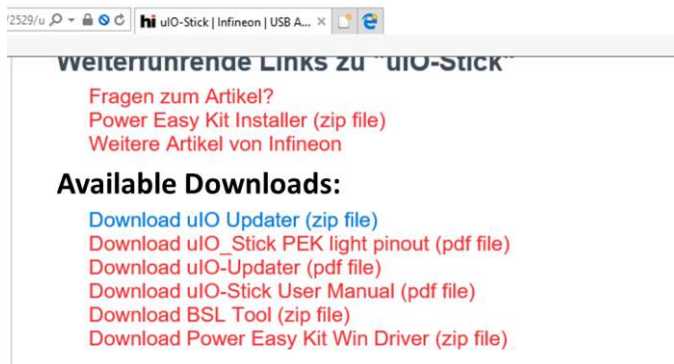 2529/u
hi uIO-Stick | Infineon | USB A...
Weiterführende Links zu "uIO-Stick"
Fragen zum Artikel?
Power Easy Kit Installer (zip file)
Weitere Artikel von Infineon
Available Downloads:
Download uIO Updater (zip file)
Download uIO_Stick PEK light pinout (pdf file)
Download uIO-Updater (pdf file)
Download uIO-Stick User Manual (pdf file)
Download BSL Tool (zip file)
Download Power Easy Kit Win Driver (zip file)